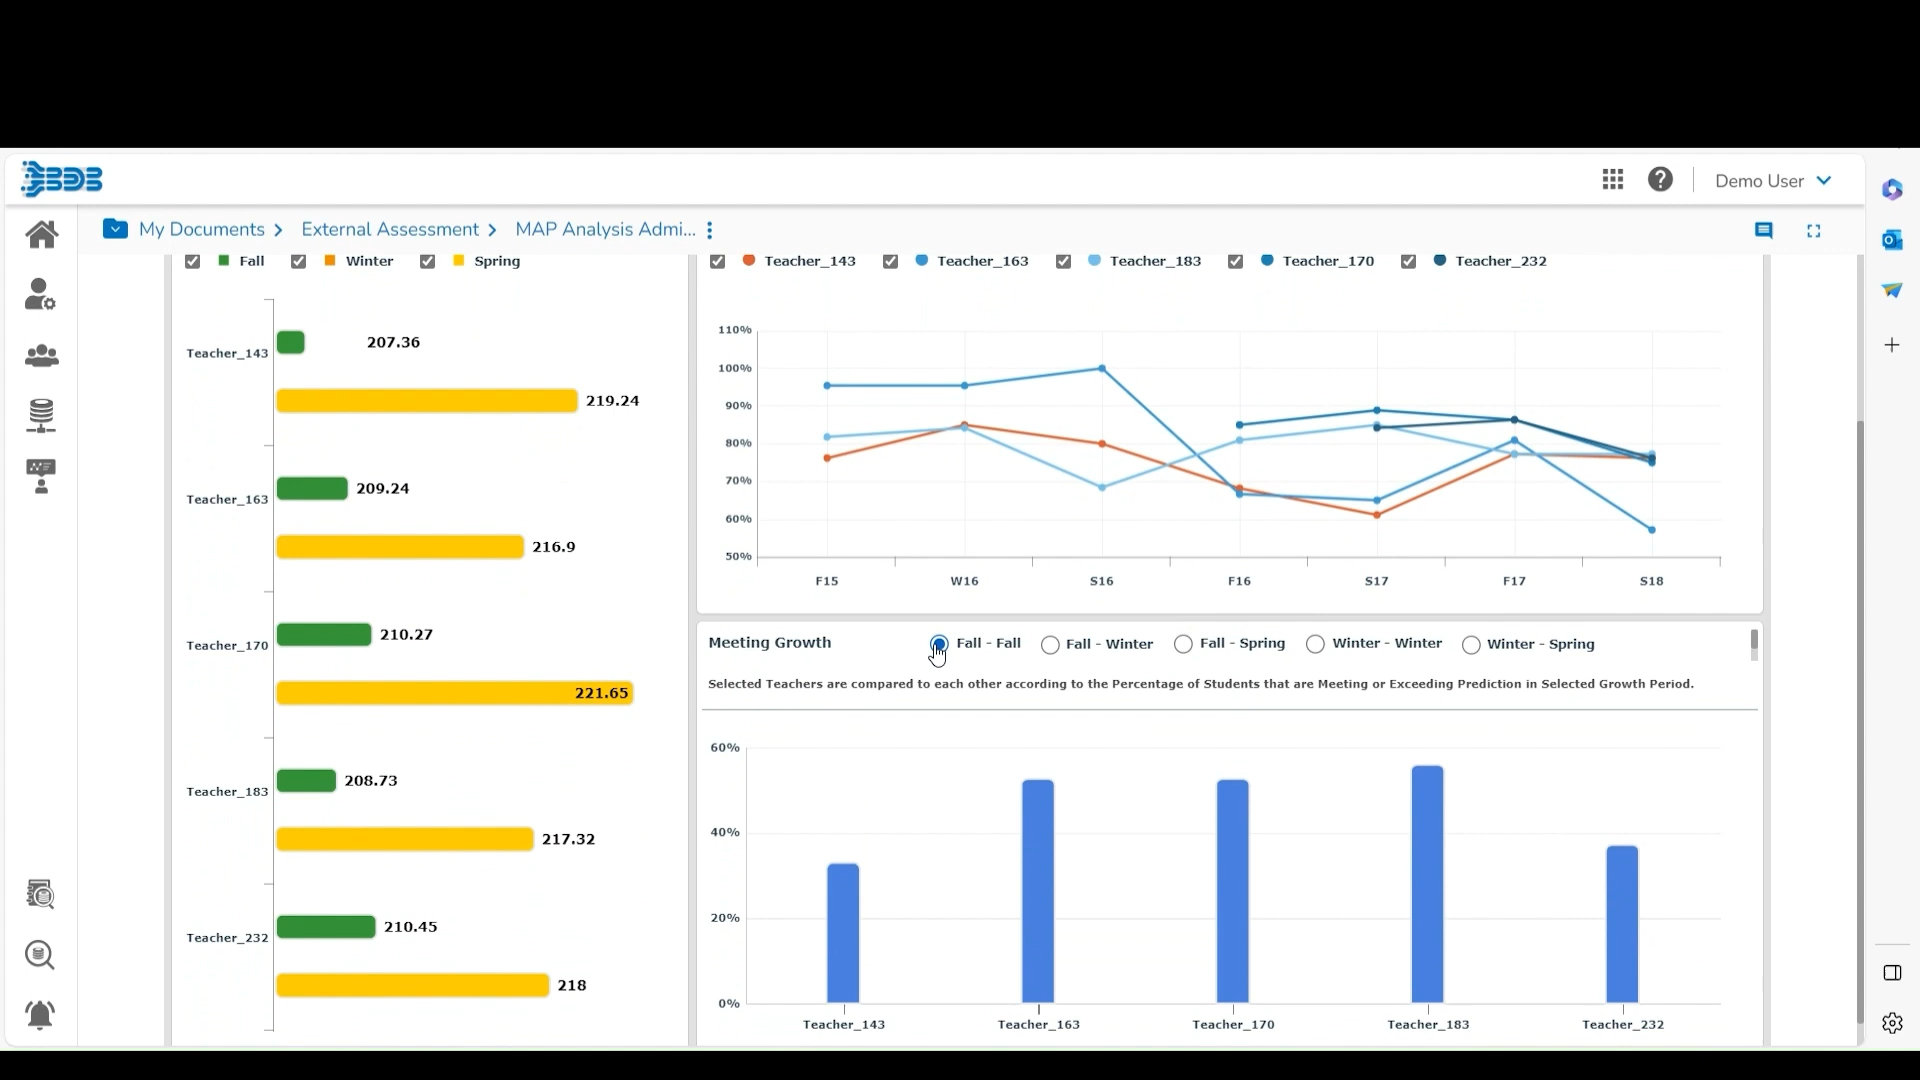 BDB
Demo User
My Documents
External Assessment
MAP Analysis Admi...
Fall Winter Spring
Teacher_143
207.36
219.24
Teacher_163
209.24
216.9
Teacher_170
210.27
221.65
Teacher_183
208.73
217.32
Teacher_232
210.45
218
Teacher_143 Teacher_163 Teacher_183 Teacher_170 Teacher_232
110%
100%
90%
80%
70%
60%
50%
F15 W16 S16 F16 S17 F17 S18
Meeting Growth
Fall - Fall Fall - Winter Fall - Spring Winter - Winter Winter - Spring
Selected Teachers are compared to each other according to the Percentage of Students that are Meeting or Exceeding Prediction in Selected Growth Period.
60%
40%
20%
0%
Teacher_143 Teacher_163 Teacher_170 Teacher_183 Teacher_232